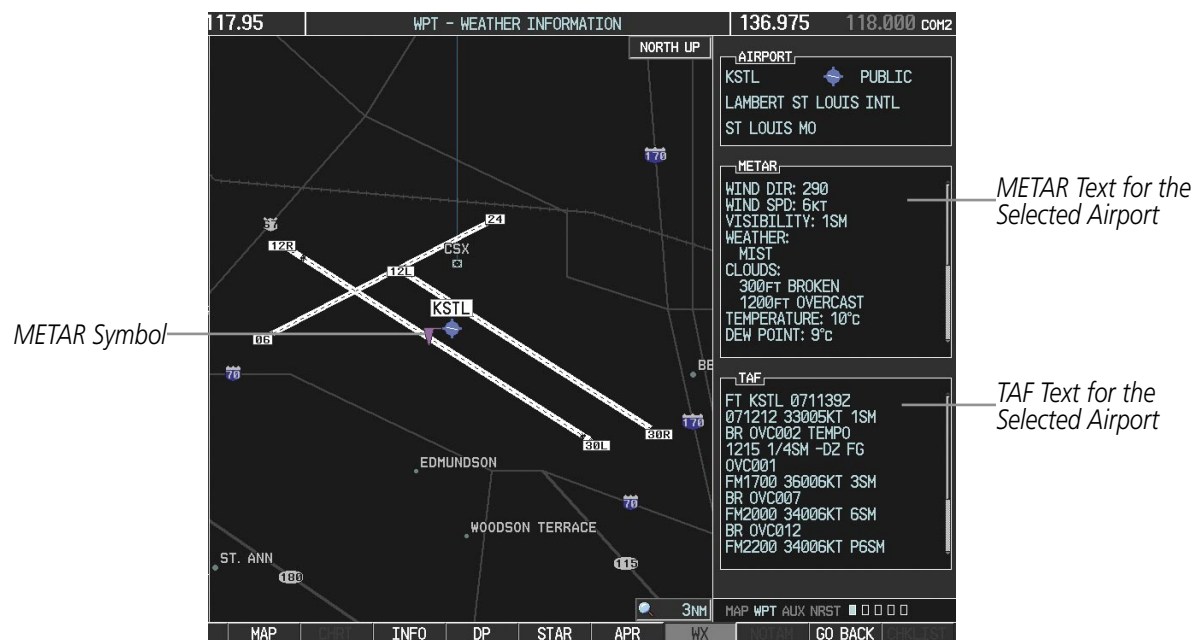 117.95
WPT - WEATHER INFORMATION
136.975
118.000 COM2
NORTH UP
AIRPORT
KSTL PUBLIC
LAMBERT ST LOUIS INTL
ST LOUIS MO
METAR
WIND DIR: 290
WIND SPD: 6KT
VISIBILITY: 1SM
WEATHER:
MIST
CLOUDS:
300FT BROKEN
1200FT OVERCAST
TEMPERATURE: 10°C
DEW POINT: 9°C
METAR Text for the
Selected Airport
TAF
FT KSTL 071139Z
071212 33005KT 1SM
BR OVC002 TEMPO
1215 1/4SM -DZ FG
OVC001
FM1700 36006KT 3SM
BR OVC007
FM2000 34006KT 6SM
BR OVC012
FM2200 34006KT P6SM
TAF Text for the
Selected Airport
METAR Symbol
170
67
24
12R
CSX
12L
KSTL
06
70
BE
170
30R
30L
EDMUNDSON
70
WOODSON TERRACE
ST. ANN
115
180
3NM
MAP WPT AUX NRST
MAP
CHRT
INFO
DP
STAR
APR
WX
NOTAM
GO BACK
CHKLIST